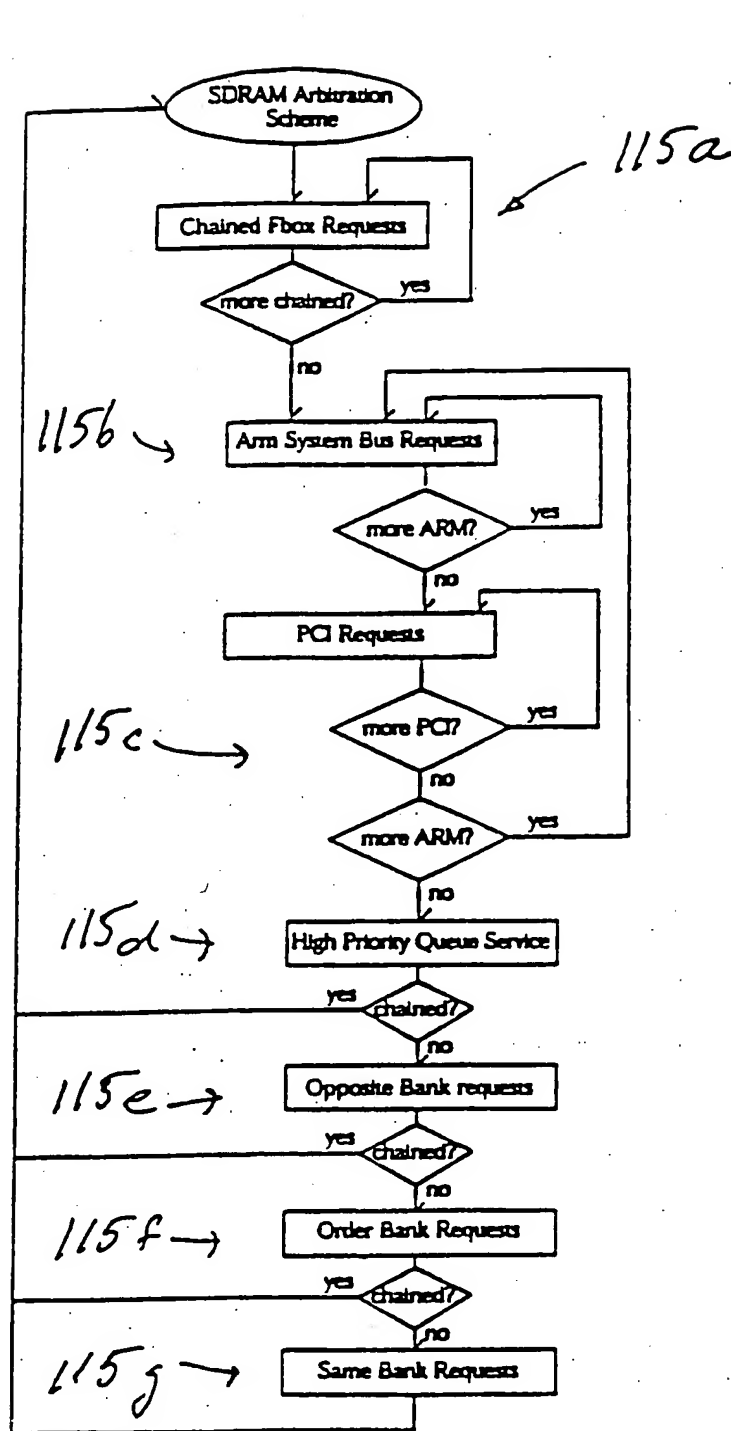 SDRAM Arbitration
Scheme
115a
Chained Fbox Requests
yes
more chained?
no
115b
Arm System Bus Requests
yes
more ARM?
no
PCI Requests
115c
more PCI?
yes
no
more ARM?
yes
no
115d
High Priority Queue Service
yes
chained?
no
115e
Opposite Bank requests
yes
chained?
no
115f
Order Bank Requests
yes
chained?
no
115g
Same Bank Requests